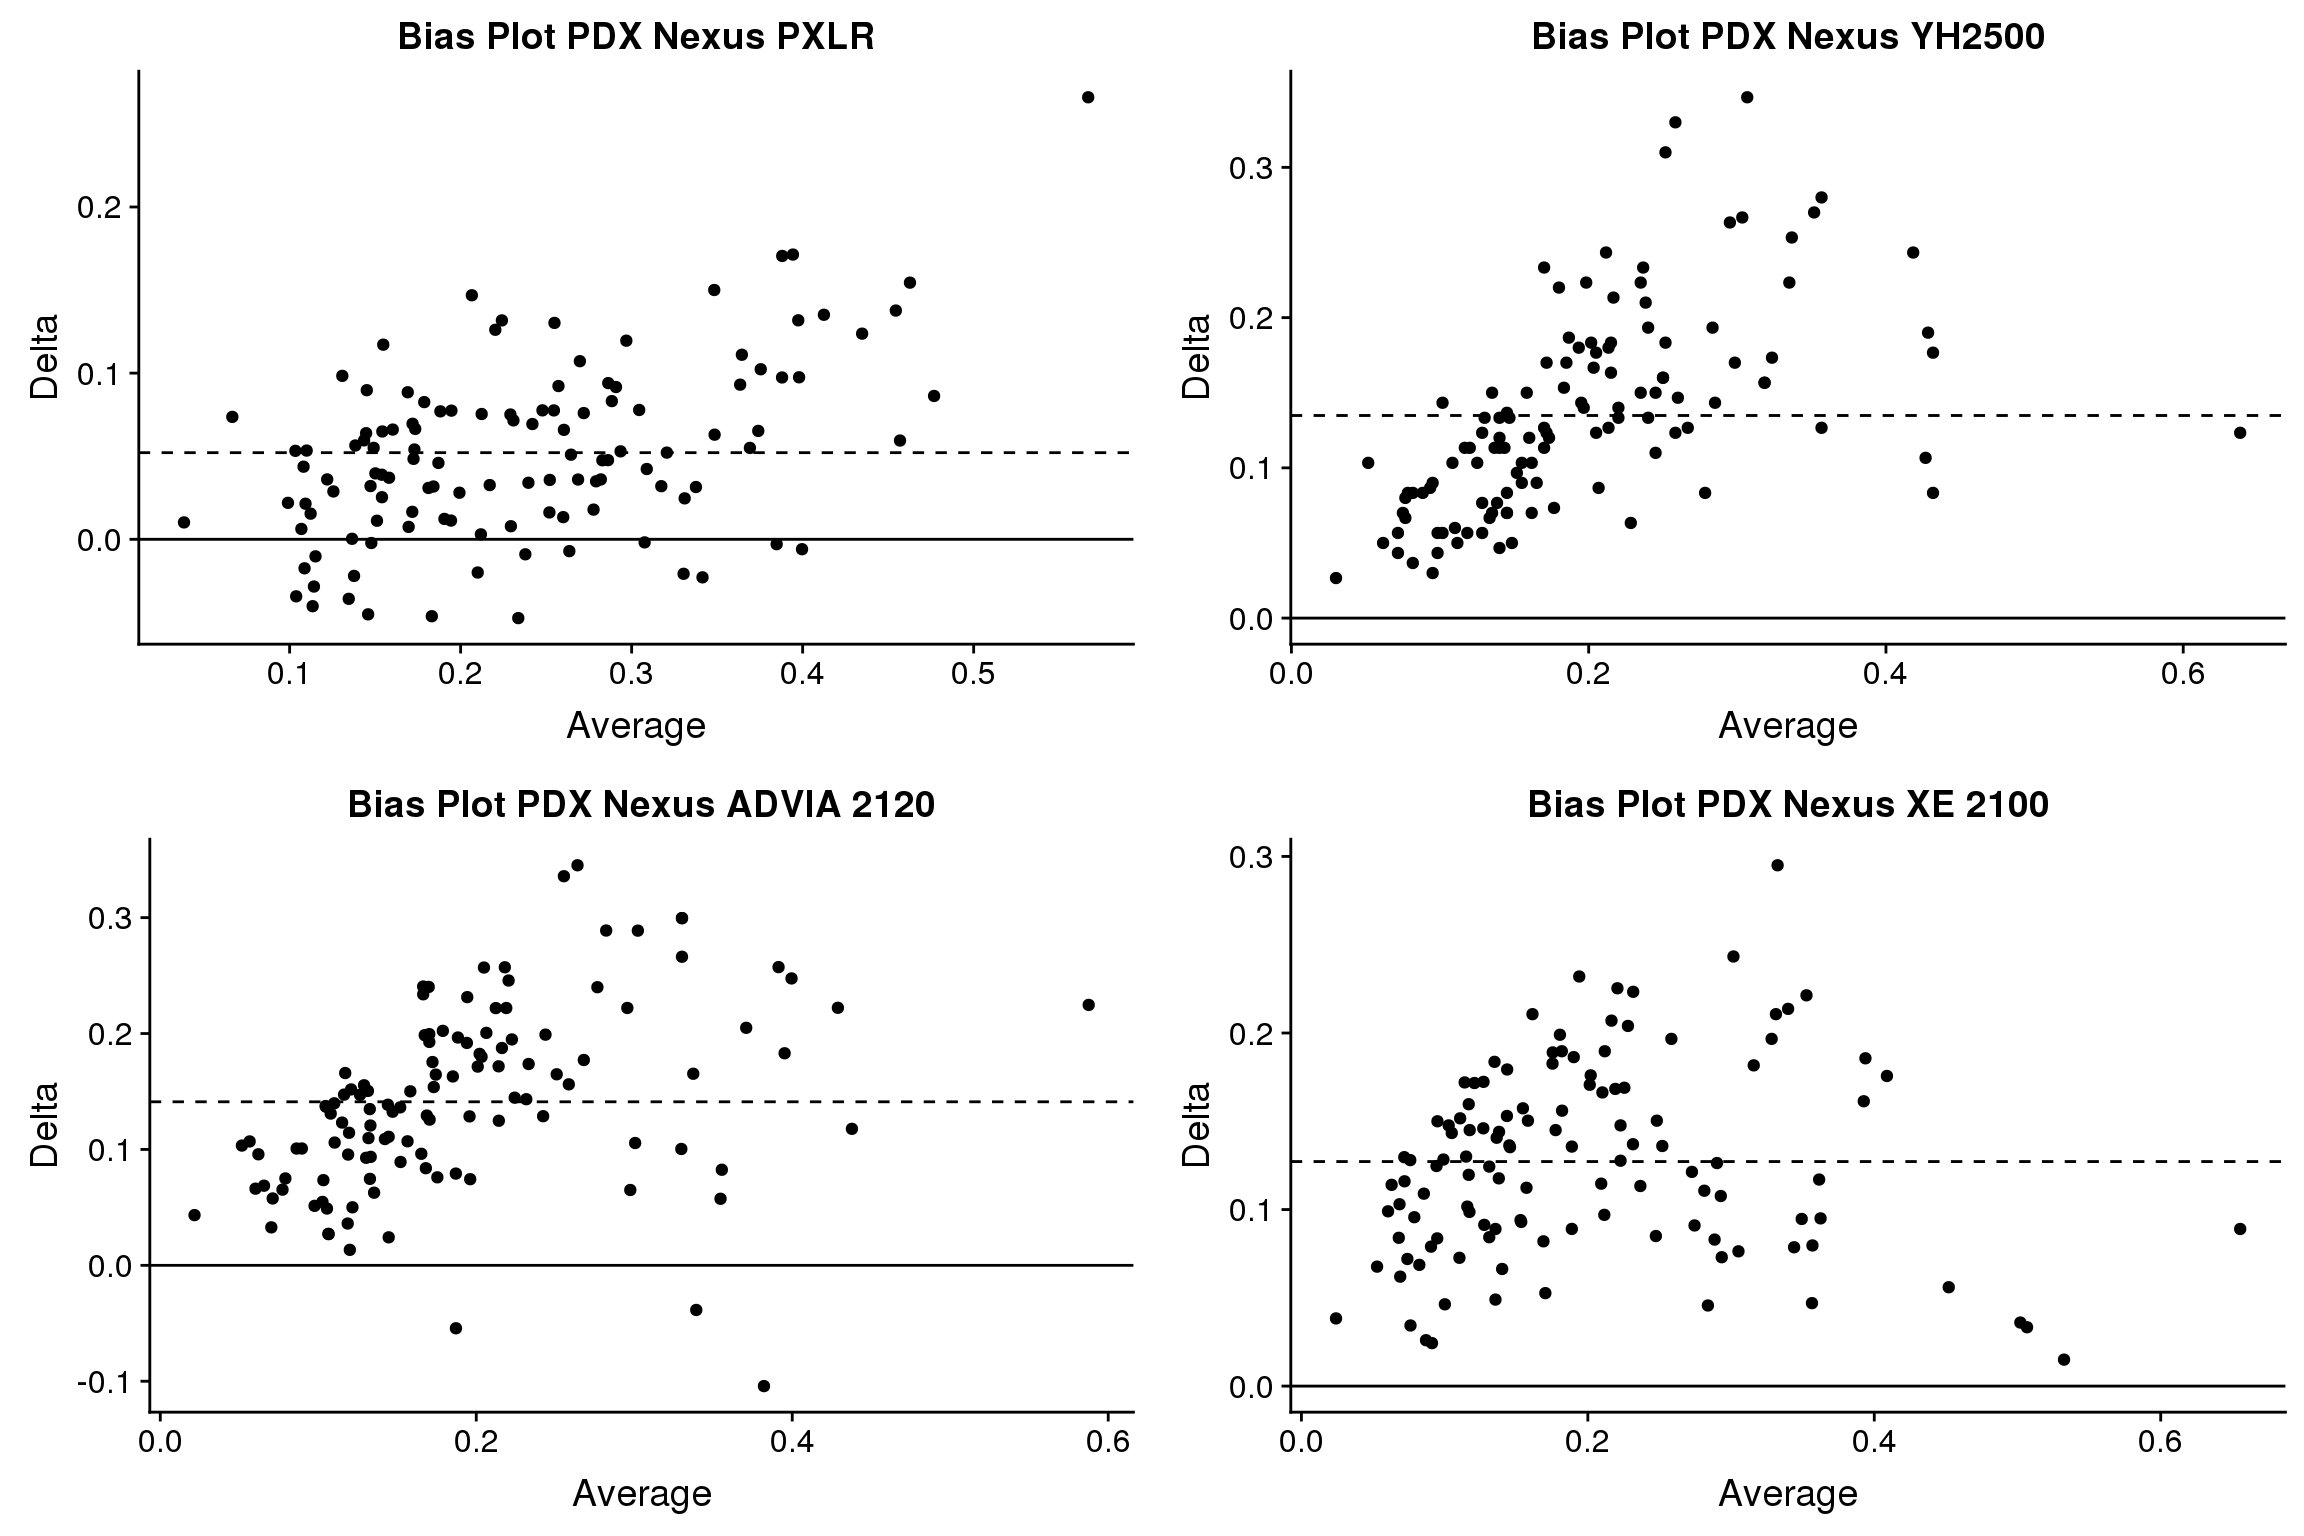 Bias Plot PDX Nexus PXLR
Delta
0.2
0.1
0.0
0.1 0.2 0.3 0.4 0.5
Average
Bias Plot PDX Nexus YH2500
Delta
0.3
0.2
0.1
0.0
0.0 0.2 0.4 0.6
Average
Bias Plot PDX Nexus ADVIA 2120
Delta
0.3
0.2
0.1
0.0
-0.1
0.0 0.2 0.4 0.6
Average
Bias Plot PDX Nexus XE 2100
Delta
0.3
0.2
0.1
0.0
0.0 0.2 0.4 0.6
Average